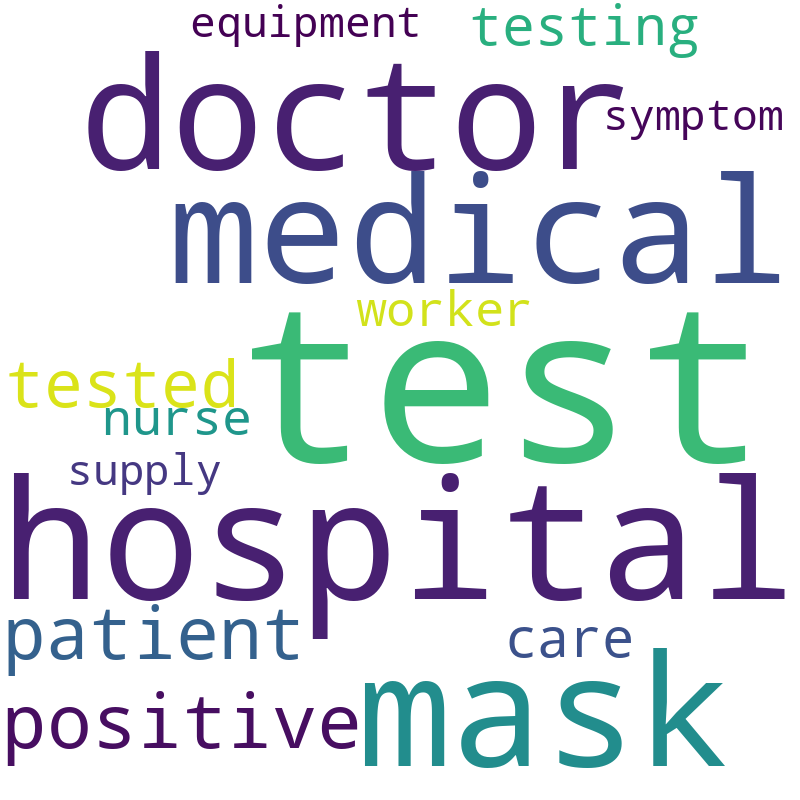 equipment testing
doctor
symptom
medical
worker
test
tested
nurse
supply
hospital
patient
care
positive
mask